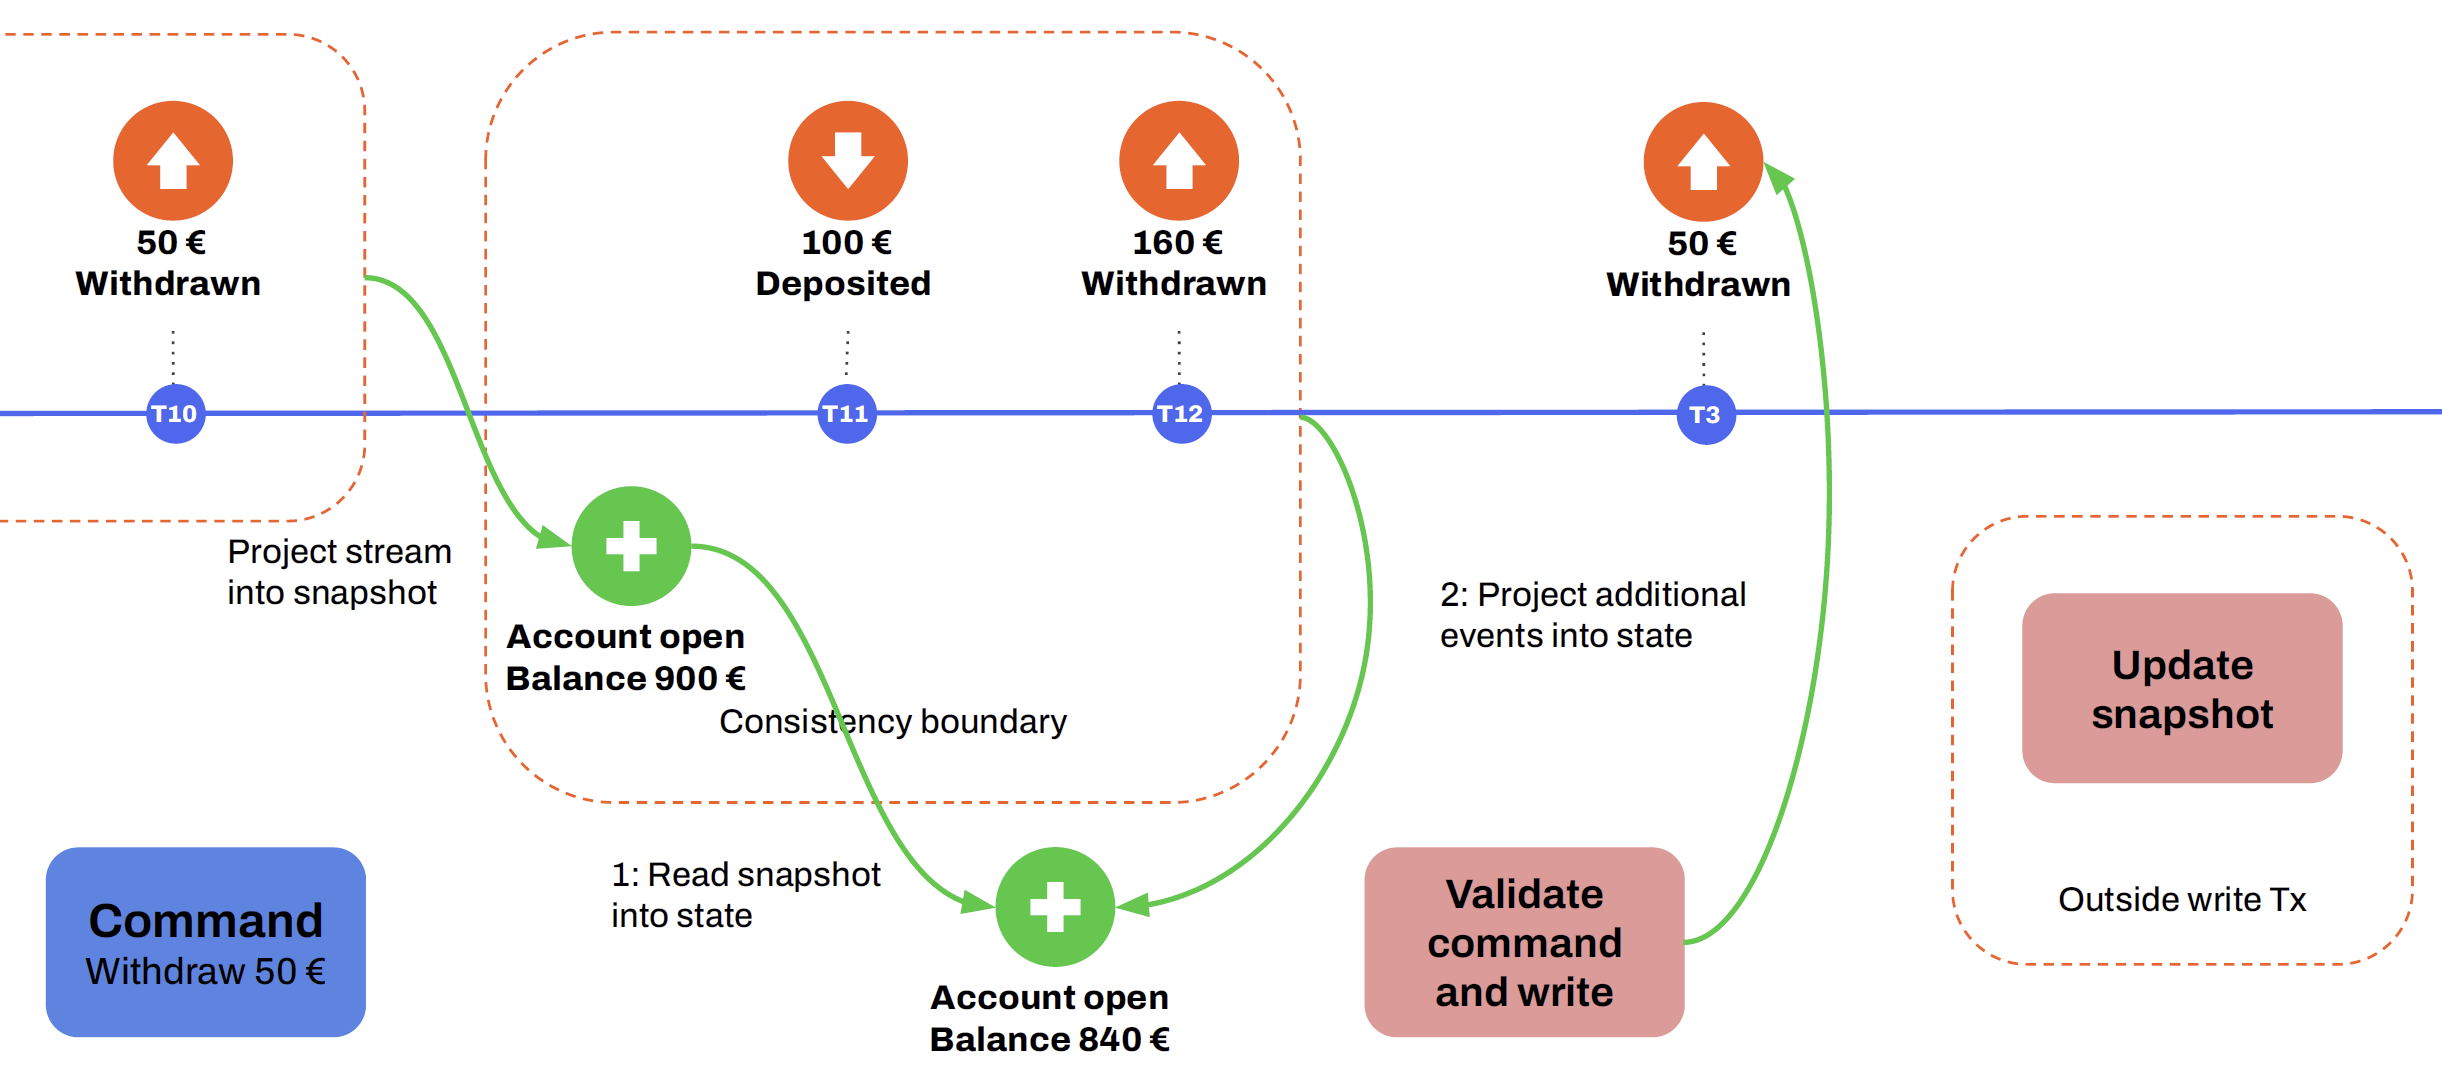 50 €
Withdrawn
100 €
Deposited
160 €
Withdrawn
50 €
Withdrawn
T10
T11
T12
T3
Project stream
into snapshot
Account open
Balance 900 €
Consistency boundary
2: Project additional
events into state
Update
snapshot
Outside write Tx
Command
Withdraw 50 €
1: Read snapshot
into state
Account open
Balance 840 €
Validate
command
and write